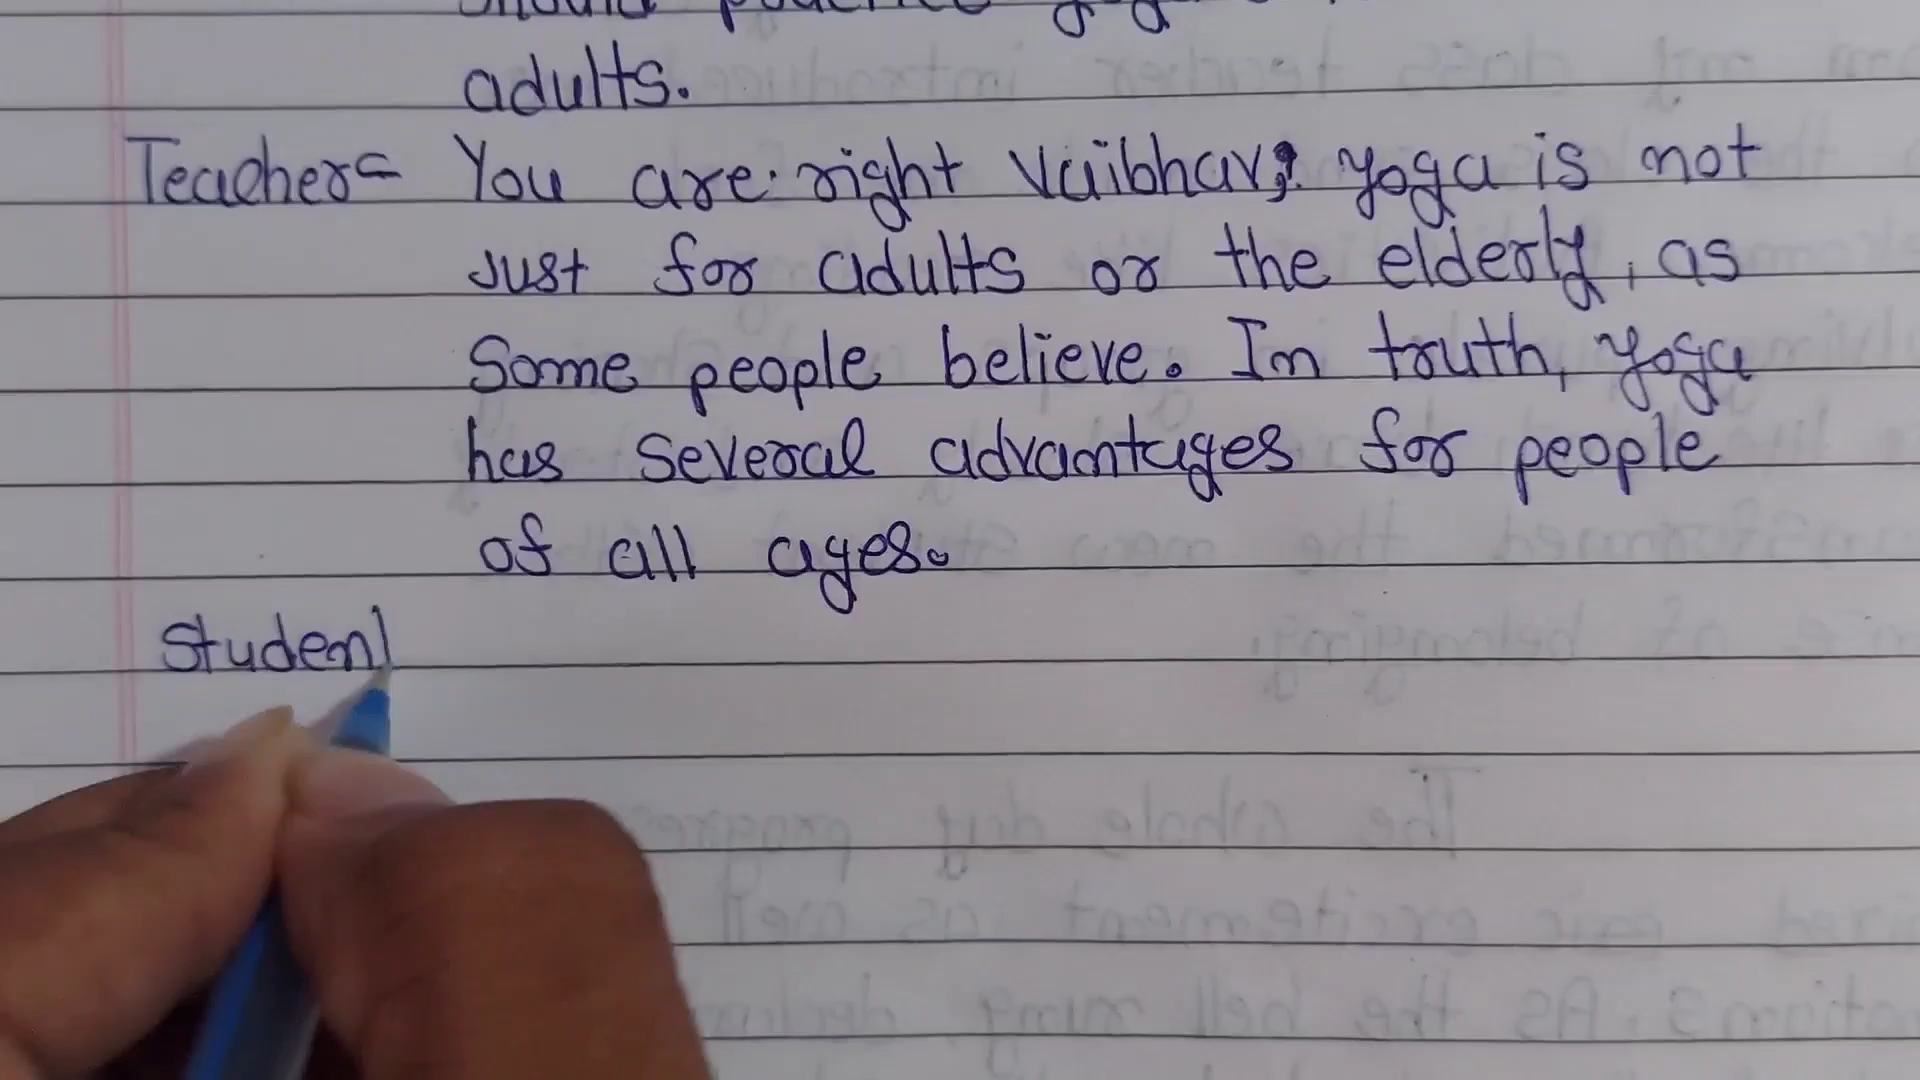 adults.
Teacher= You are right Vaibhav, yoga is not
Just for adults or the elderly, as
Some people believe. In truth, yoga
has several advantages for people
of all ages.
Studen